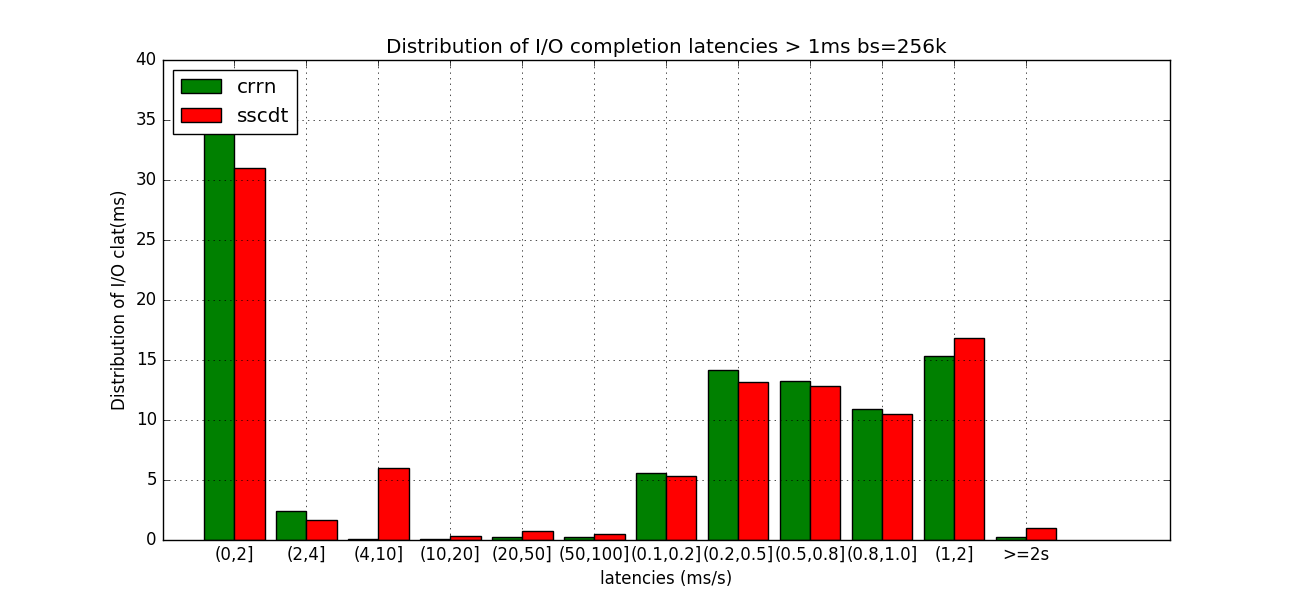 Distribution of I/O completion latencies > 1ms bs=256k
crrn
sscdt
Distribution of I/O clat(ms)
40
35
30
25
20
15
10
5
0
(0,2] (2,4] (4,10] (10,20] (20,50] (50,100] (0.1,0.2] (0.2,0.5] (0.5,0.8] (0.8,1.0] (1,2] >=2s
latencies (ms/s)